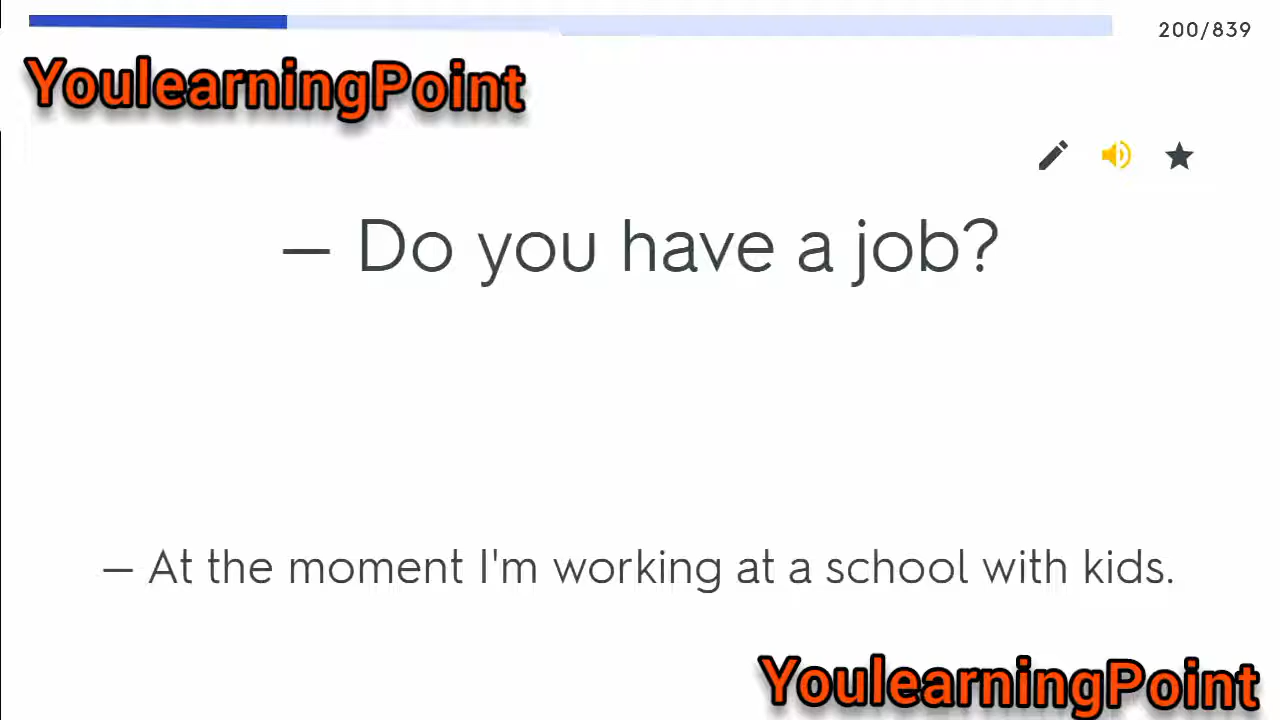 200/839
YoulearningPoint
– Do you have a job?
– At the moment I'm working at a school with kids.
YoulearningPoint